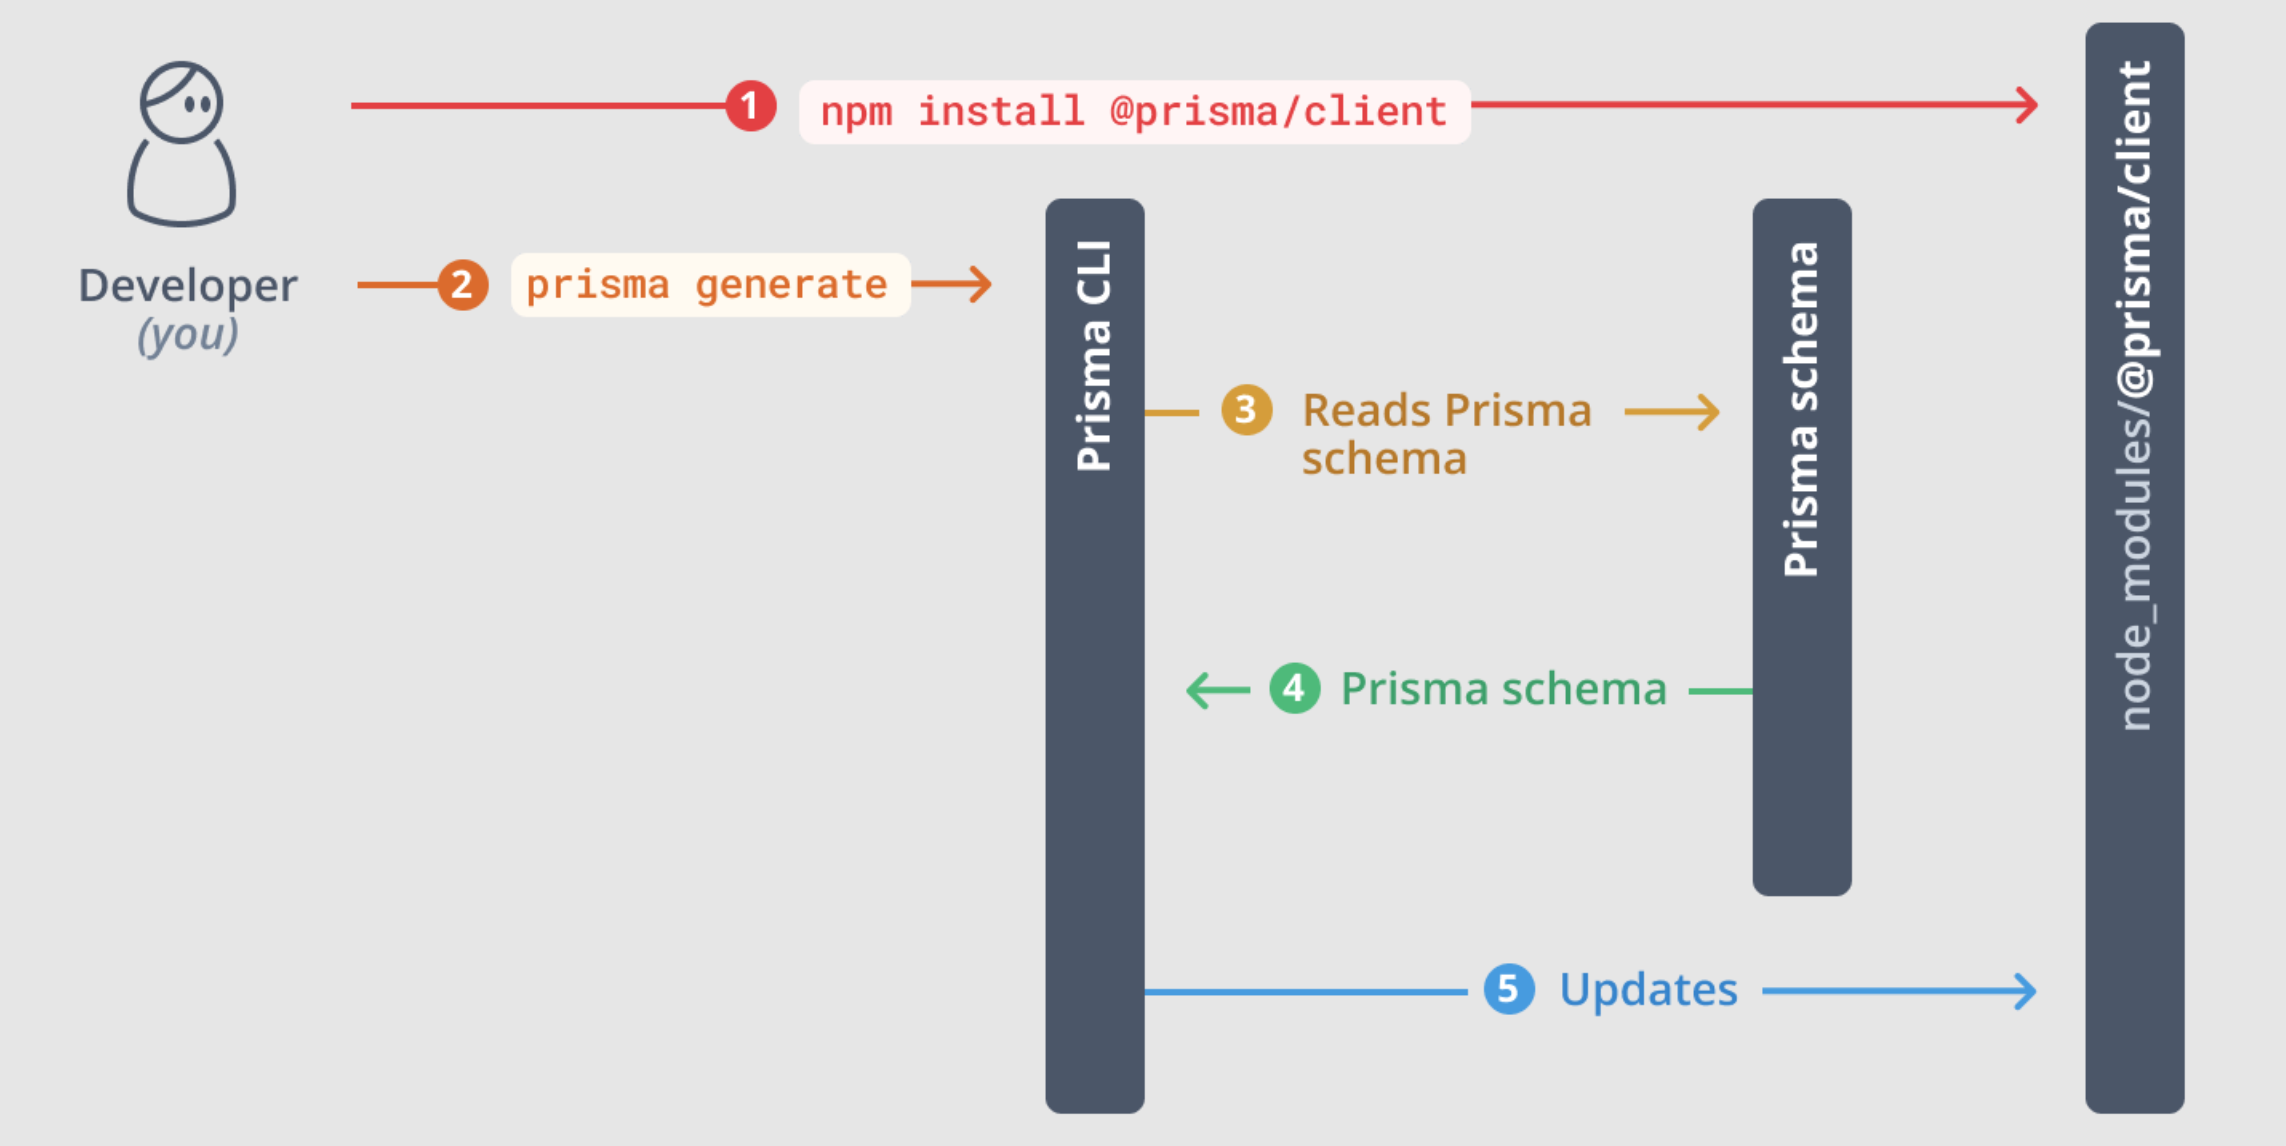 1 npm install @prisma/client
Developer
(you)
2 prisma generate
Prisma CLI
Prisma schema
node_modules/@prisma/client
3 Reads Prisma
schema
4 Prisma schema
5 Updates